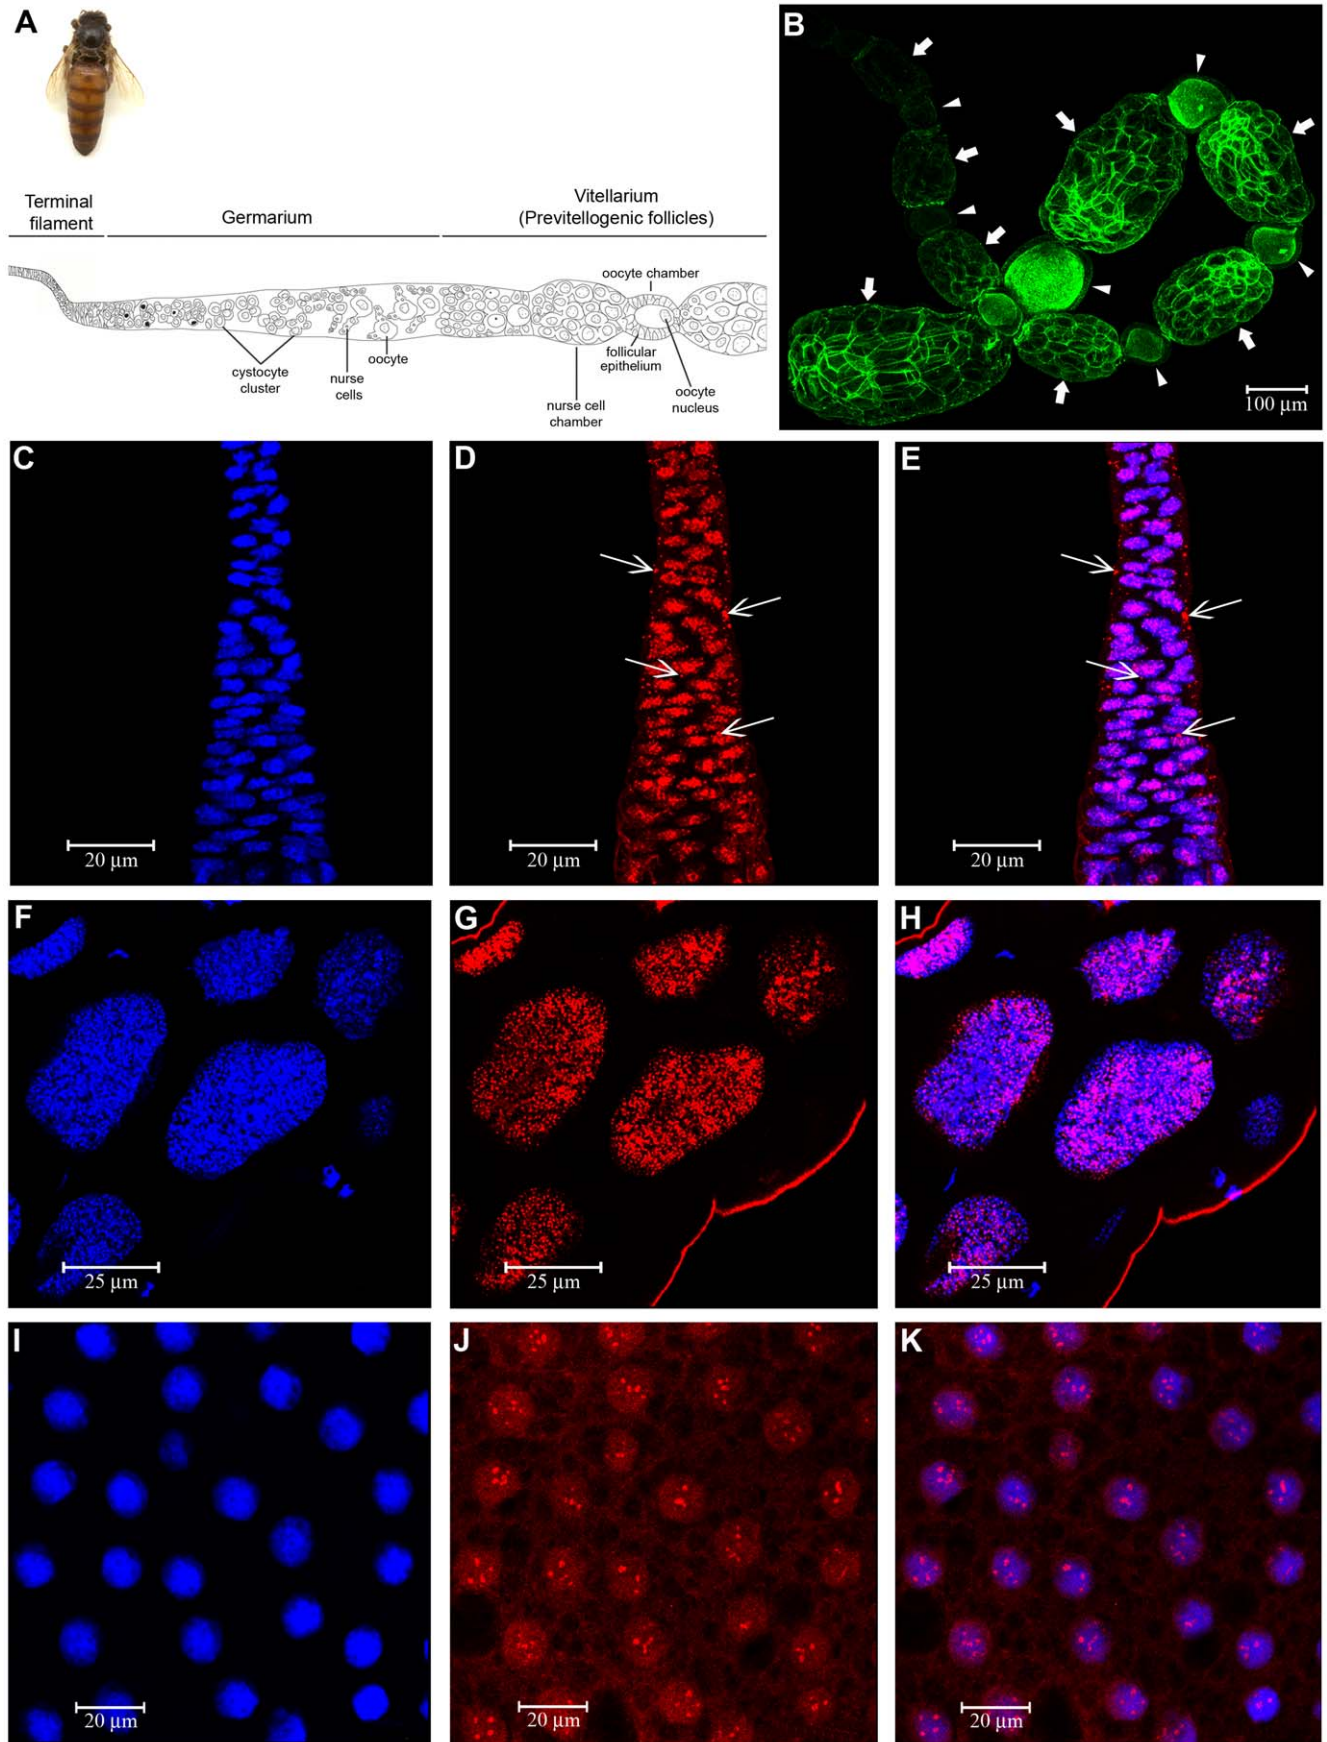 A
B
Terminal
filament
Germarium
Vitellarium
(Previtellogenic follicles)
oocyte chamber
cystocyte
cluster
nurse
cells
oocyte
follicular
epithelium
nurse cell
chamber
oocyte
nucleus
100 µm
C
D
E
20 µm
20 µm
20 µm
F
G
H
25 µm
25 µm
25 µm
I
J
K
20 µm
20 µm
20 µm